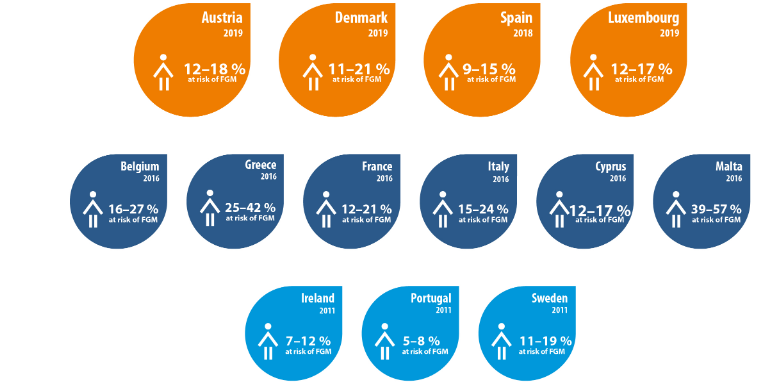 Austria
2019
12–18 %
at risk of FGM
Denmark
2019
11–21 %
at risk of FGM
Spain
2018
9–15 %
at risk of FGM
Luxembourg
2019
12–17 %
at risk of FGM
Belgium
2016
16–27 %
at risk of FGM
Greece
2016
25–42 %
at risk of FGM
France
2016
12–21 %
at risk of FGM
Italy
2016
15–24 %
at risk of FGM
Cyprus
2016
12–17 %
at risk of FGM
Malta
2016
39–57 %
at risk of FGM
Ireland
2011
7–12 %
at risk of FGM
Portugal
2011
5–8 %
at risk of FGM
Sweden
2011
11–19 %
at risk of FGM